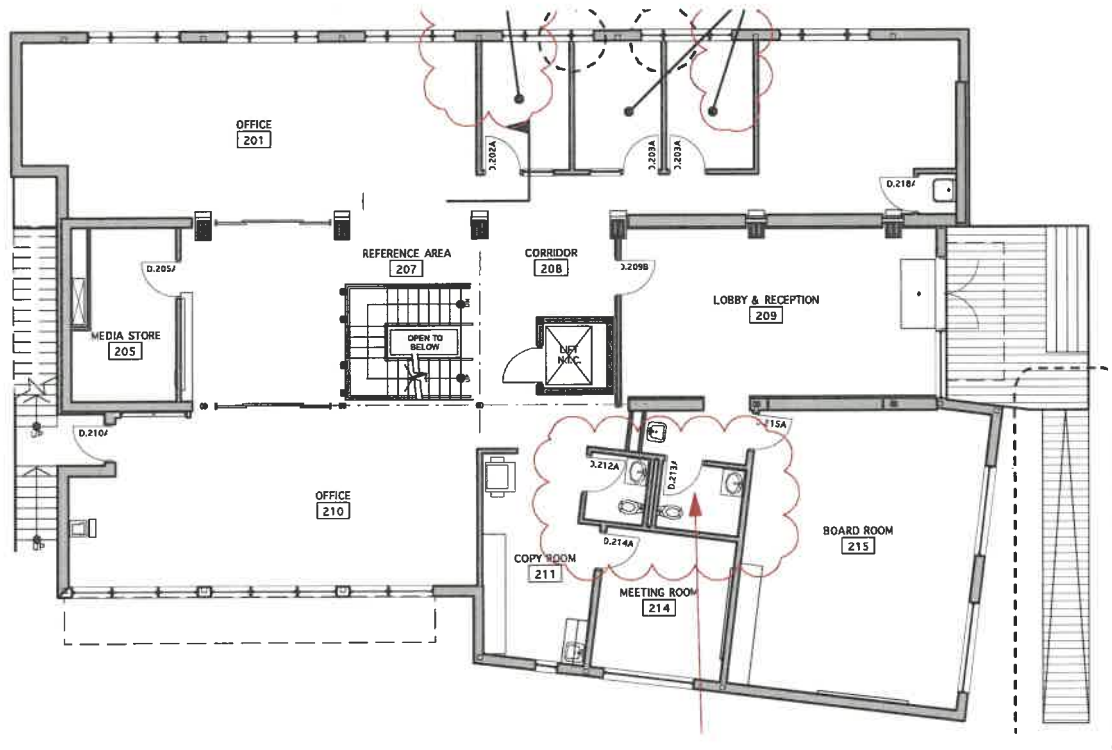 OFFICE
201
D.202A
D.203A
D.203A
D.218A
REFERENCE AREA
207
CORRIDOR
208
D.205A
D.209B
LOBBY & RECEPTION
209
MEDIA STORE
205
OPEN TO
BELOW
LIFT
N.I.C.
D.210A
D.215A
D.212A
D.213A
OFFICE
210
BOARD ROOM
215
D.214A
COPY ROOM
211
MEETING ROOM
214